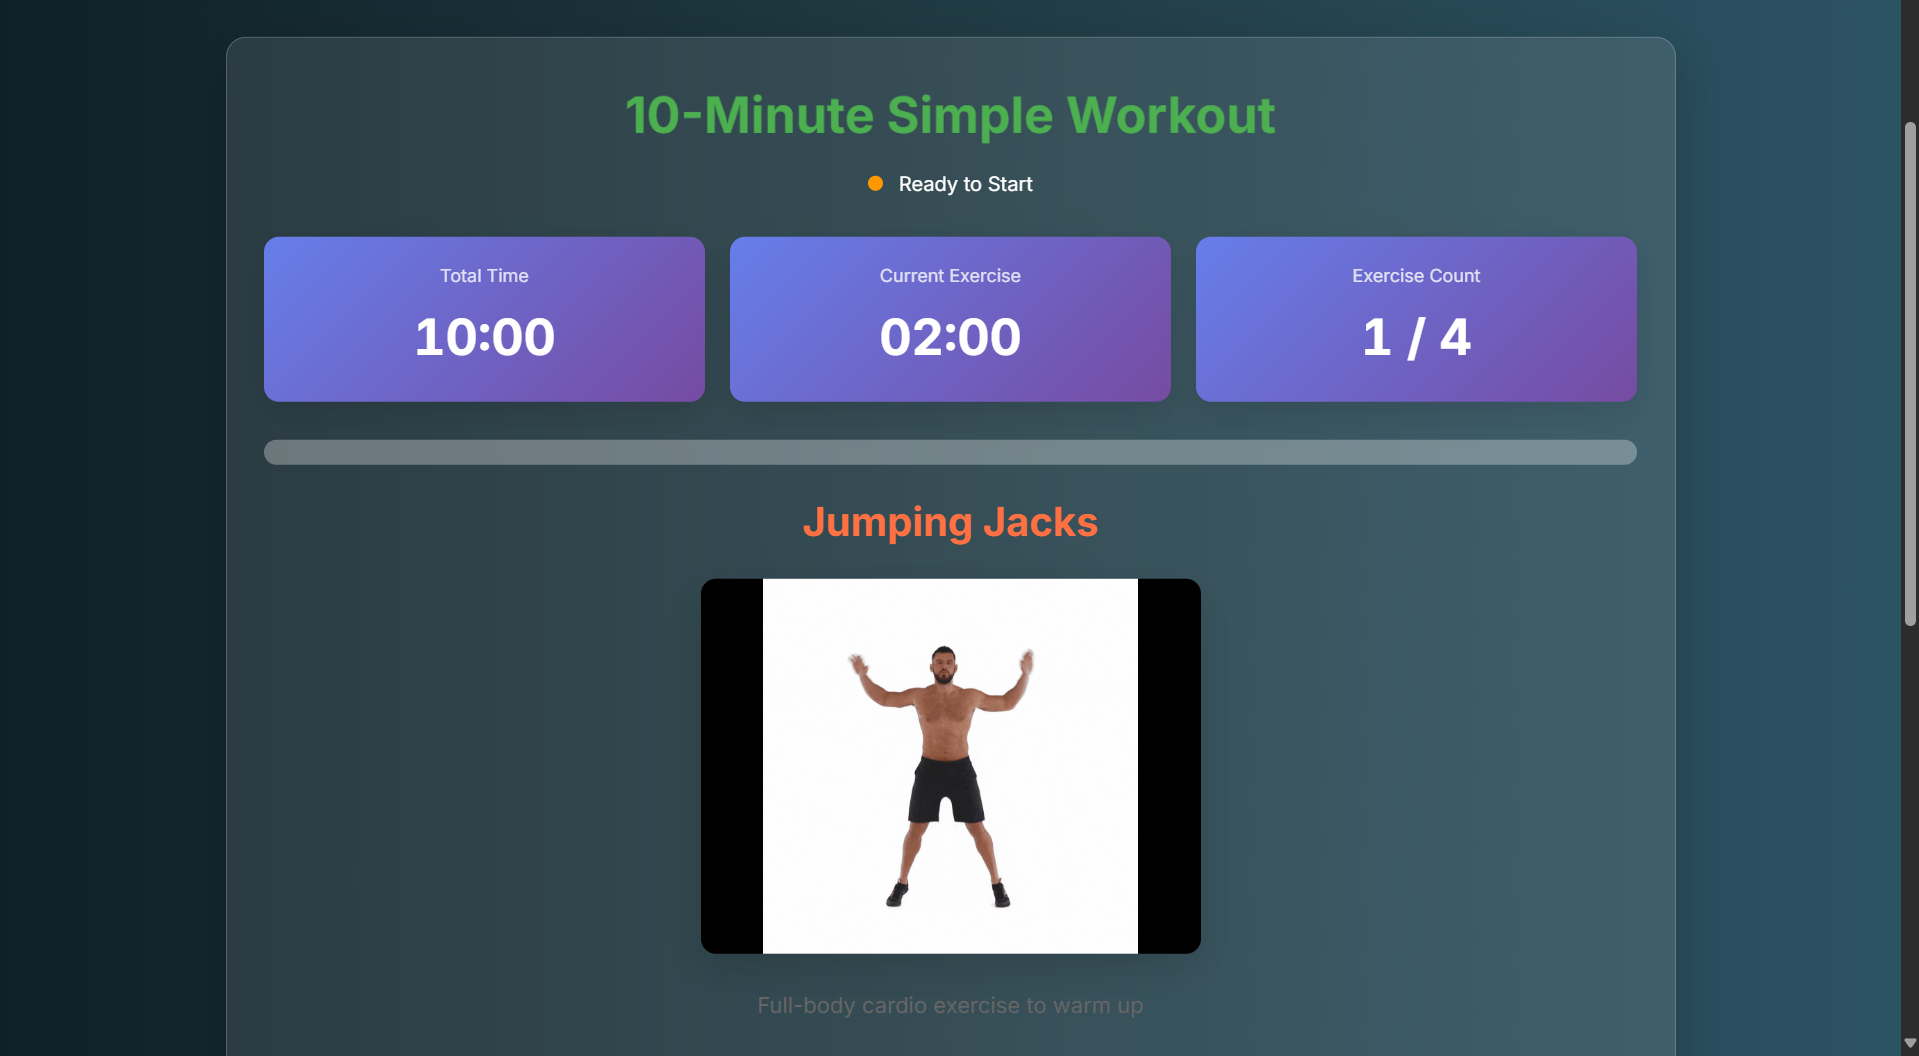 10-Minute Simple Workout
Ready to Start
Total Time
10:00
Current Exercise
02:00
Exercise Count
1 / 4
Jumping Jacks
Full-body cardio exercise to warm up